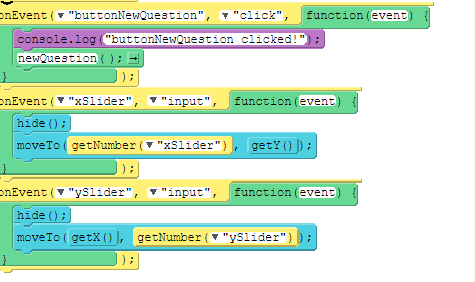 onEvent(▼"buttonNewQuestion", ▼"click", function(event) {
console.log("buttonNewQuestion clicked!");
newQuestion();→
} );
onEvent(▼"xSlider", ▼"input", function(event) {
hide();
moveTo(getNumber(▼"xSlider"), getY());
} );
onEvent(▼"ySlider", ▼"input", function(event) {
hide();
moveTo(getX(), getNumber(▼"ySlider"));
} );